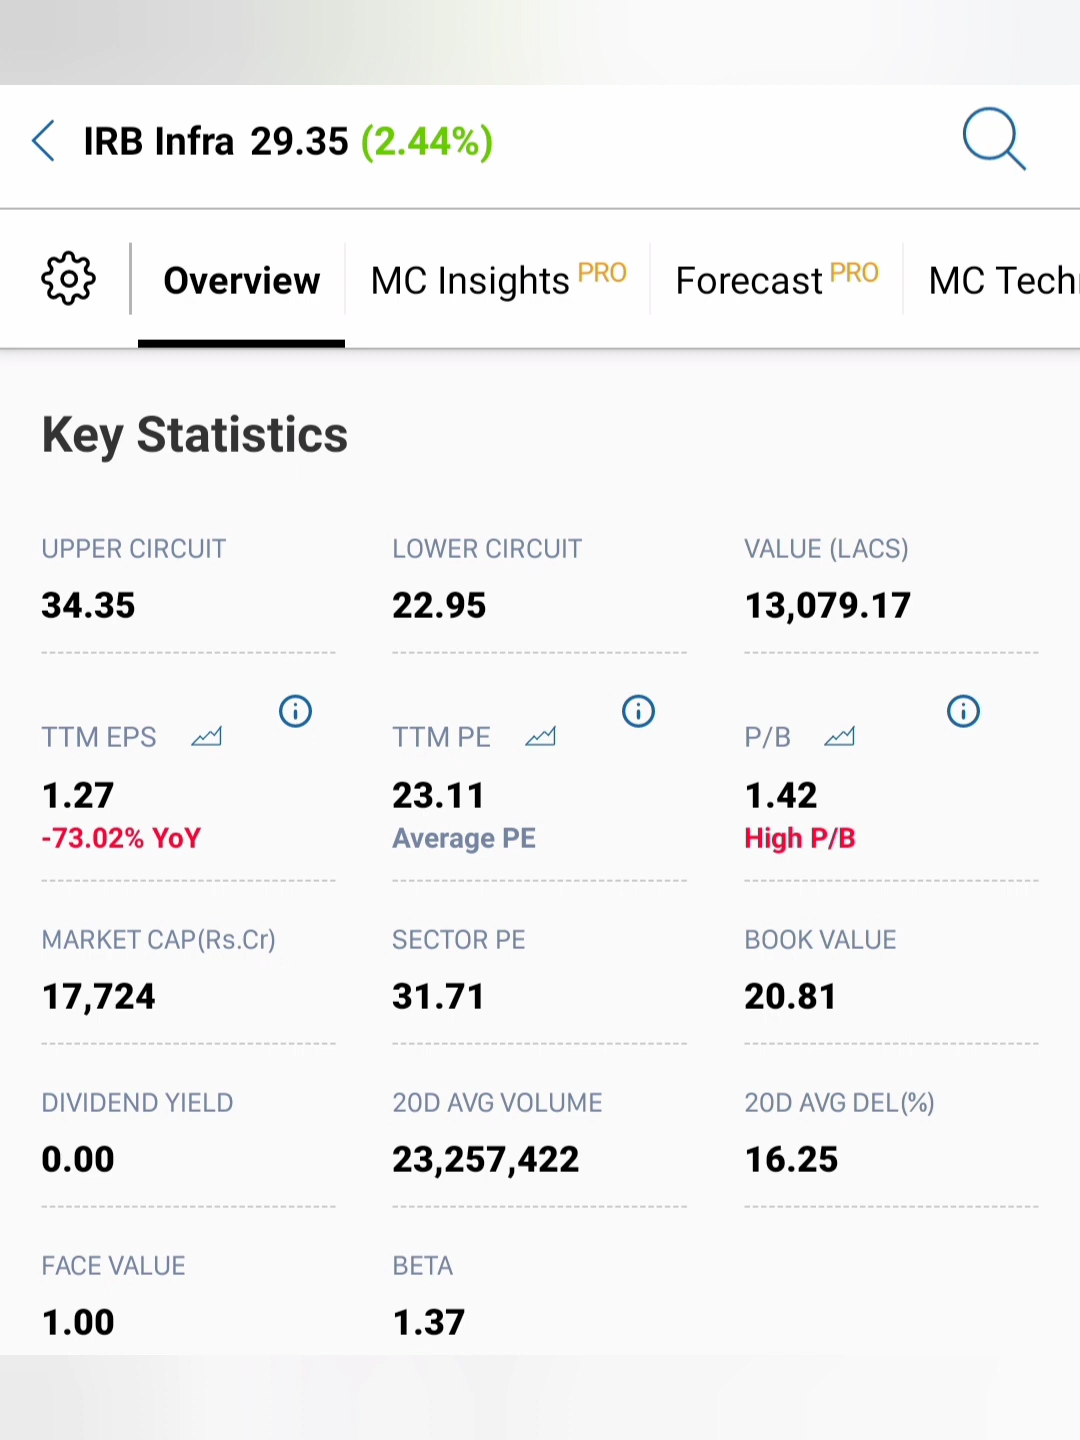 IRB Infra 29.35 (2.44%)
Overview MC Insights PRO Forecast PRO MC Tech
Key Statistics
UPPER CIRCUIT LOWER CIRCUIT VALUE (LACS)
34.35 22.95 13,079.17
TTM EPS TTM PE P/B
1.27 23.11 1.42
-73.02% YoY Average PE High P/B
MARKET CAP(Rs.Cr) SECTOR PE BOOK VALUE
17,724 31.71 20.81
DIVIDEND YIELD 20D AVG VOLUME 20D AVG DEL(%)
0.00 23,257,422 16.25
FACE VALUE BETA
1.00 1.37